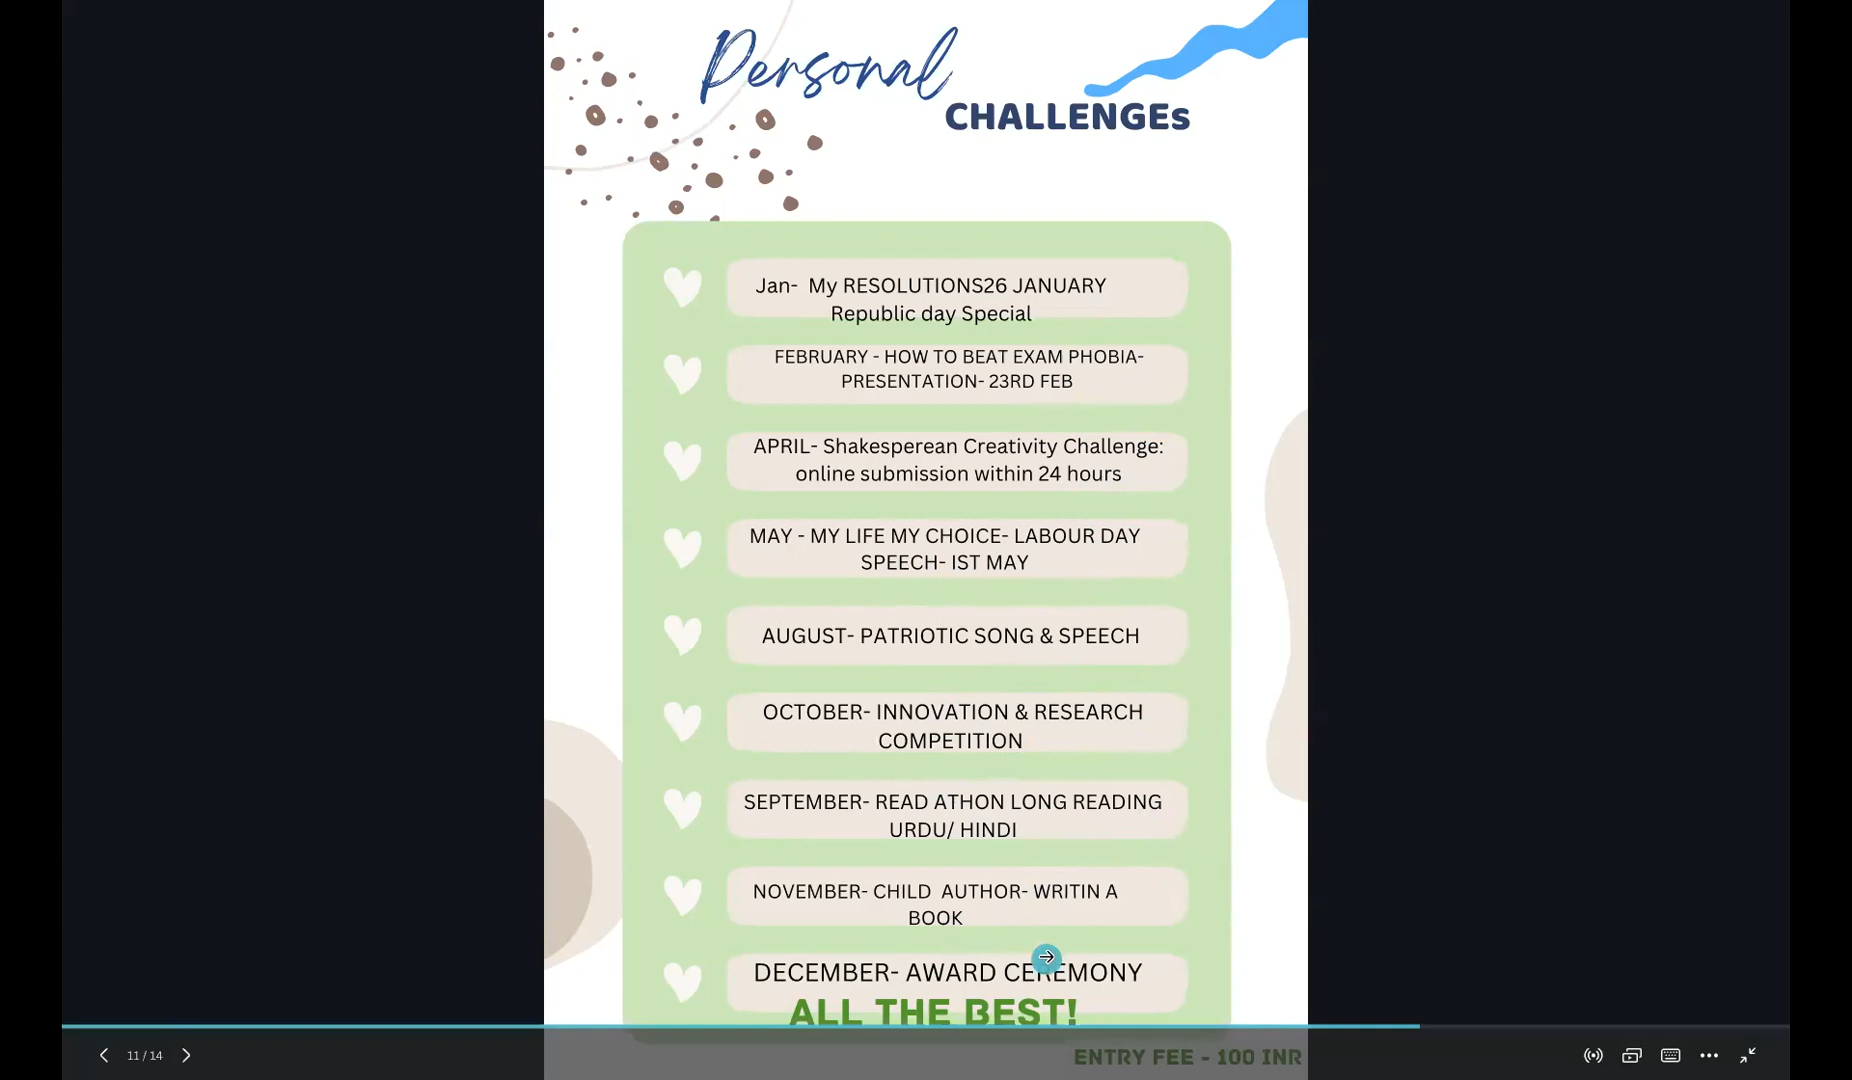 Personal
CHALLENGEs
Jan- My RESOLUTIONS26 JANUARY
Republic day Special
FEBRUARY - HOW TO BEAT EXAM PHOBIA-
PRESENTATION- 23RD FEB
APRIL- Shakesperean Creativity Challenge:
online submission within 24 hours
MAY - MY LIFE MY CHOICE- LABOUR DAY
SPEECH- IST MAY
AUGUST- PATRIOTIC SONG & SPEECH
OCTOBER- INNOVATION & RESEARCH
COMPETITION
SEPTEMBER- READ ATHON LONG READING
URDU/ HINDI
NOVEMBER- CHILD AUTHOR- WRITIN A
BOOK
DECEMBER- AWARD CEREMONY
ALL THE BEST!
ENTRY FEE - 100 INR
11 / 14